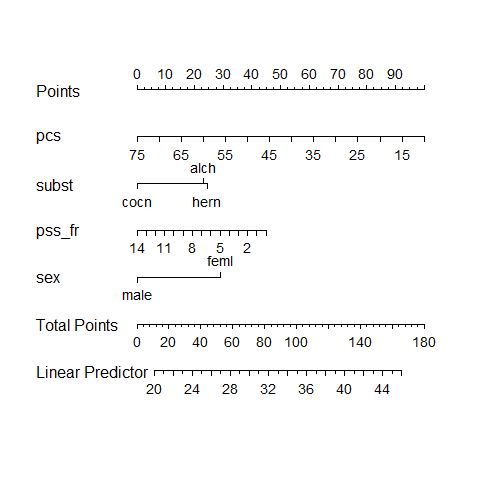 0 10 20 30 40 50 60 70 80 90
Points
pcs
75 65 55 45 35 25 15
alch
subst
cocn hern
pss_fr
14 11 8 5 2
feml
sex
male
Total Points
0 20 40 60 80 100 140 180
Linear Predictor
20 24 28 32 36 40 44